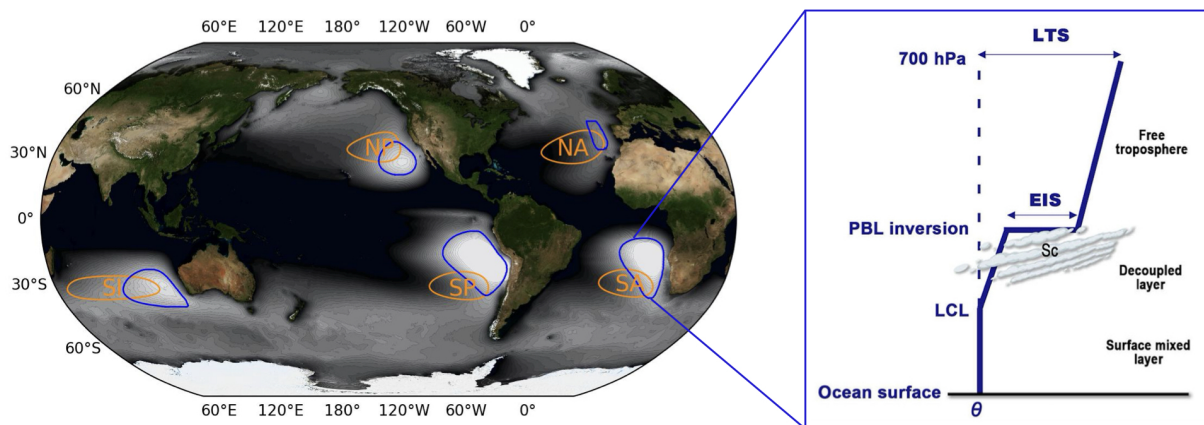 60°E 120°E 180° 120°W 60°W 0°
60°N
30°N
0°
30°S
60°S
NP
NA
SI
SP
SA
60°E 120°E 180° 120°W 60°W 0°
LTS
700 hPa
Free
troposphere
EIS
PBL inversion
Sc
Decoupled
layer
LCL
Surface mixed
layer
Ocean surface
θ